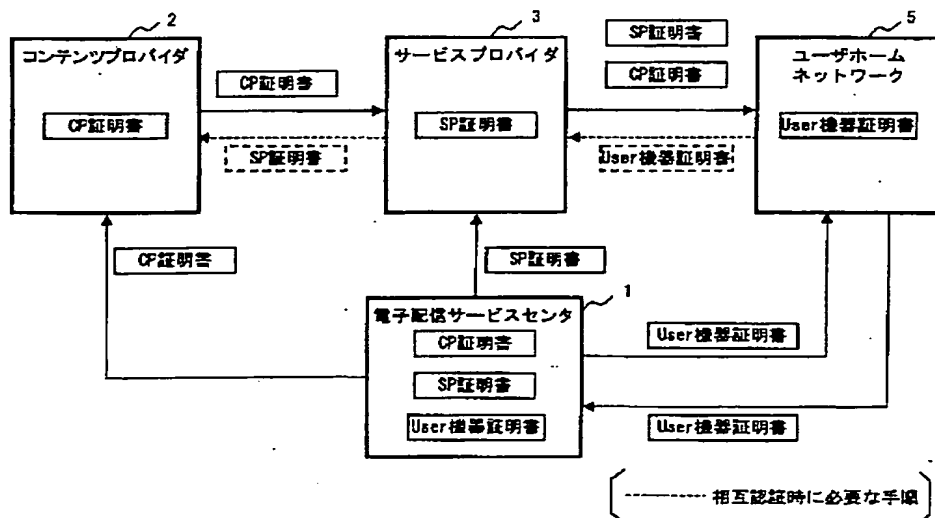 2
コンテンツプロバイダ
CP証明書
CP証明書
SP証明書
3
サービスプロバイダ
SP証明書
SP証明書
CP証明書
User機器証明書
5
ユーザホーム
ネットワーク
User機器証明書
CP証明書
SP証明書
1
電子配信サービスセンタ
CP証明書
SP証明書
User機器証明書
User機器証明書
User機器証明書
相互認証時に必要な手順